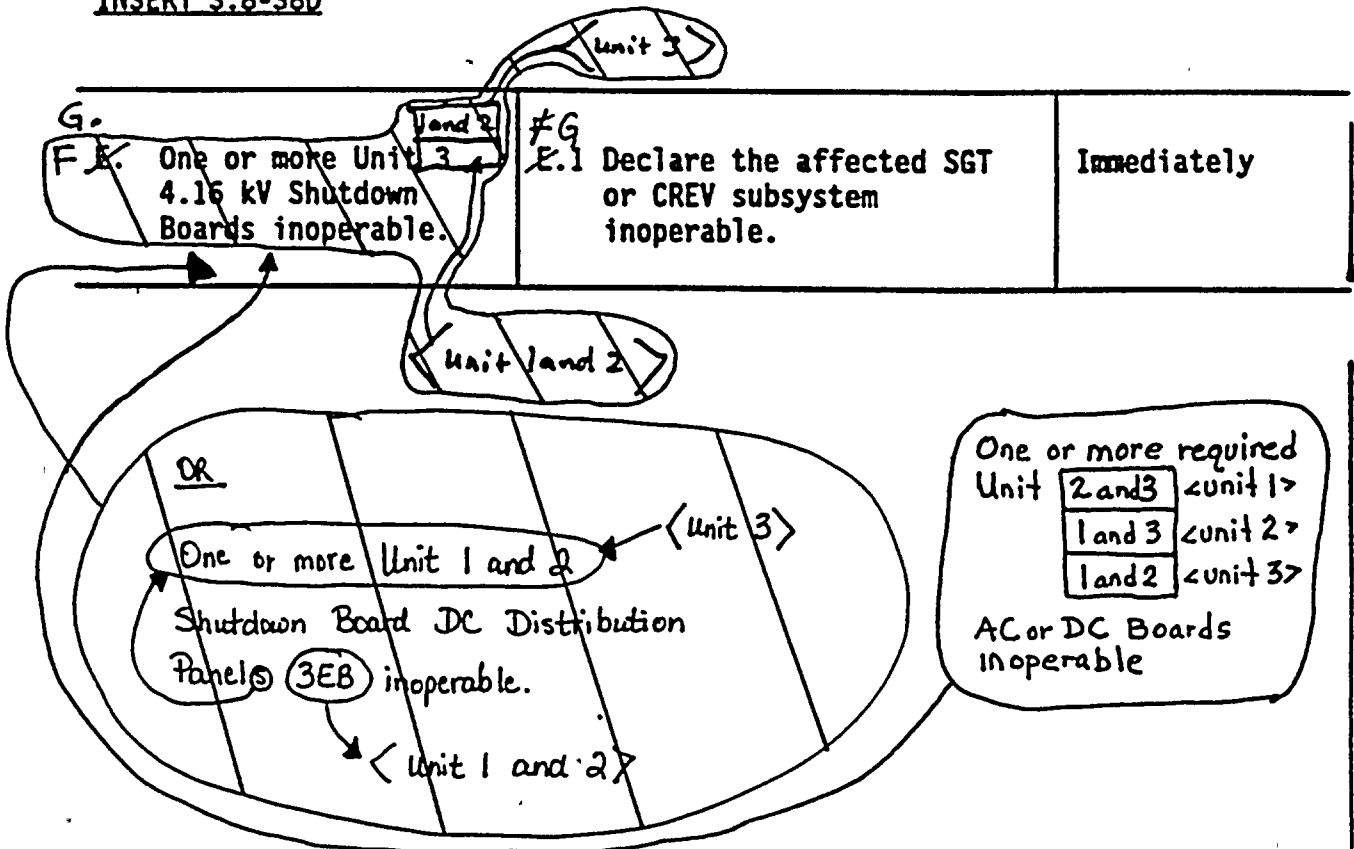 INSERT 3.8-38D
<unit 3>
G.
F E. One or more Unit 1 and 2
3
4.16 kV Shutdown
Boards inoperable.
F G
E.1 Declare the affected SGT
or CREV subsystem
inoperable.
Immediately
<unit 1 and 2>
OR
One or more Unit 1 and 2
<unit 3>
Shutdown Board DC Distribution
Panels 3EB inoperable.
<unit 1 and 2>
One or more required
Unit 2 and 3 <unit 1>
1 and 3 <unit 2>
1 and 2 <unit 3>
AC or DC Boards
inoperable